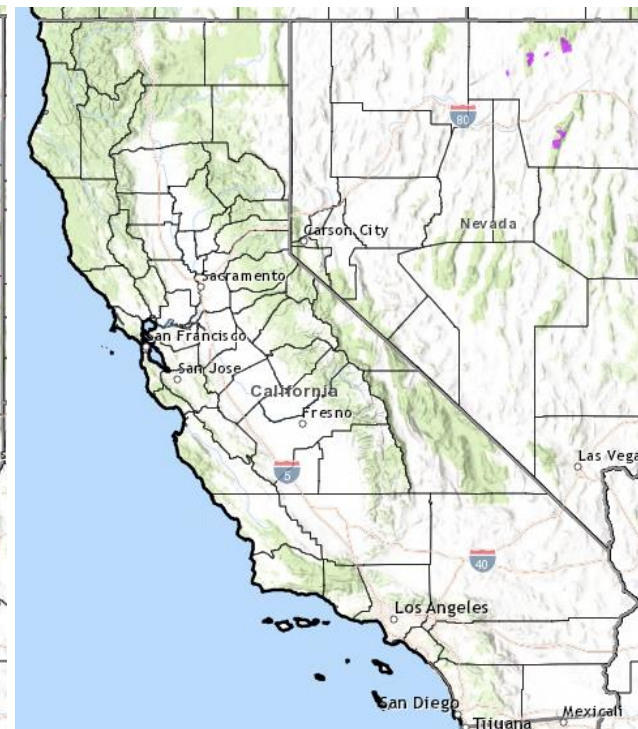 80
Carson City
Nevada
Sacramento
San Francisco
San Jose
California
Fresno
Las Vega
5
40
Los Angeles
San Diego
Mexicali
Tijuana